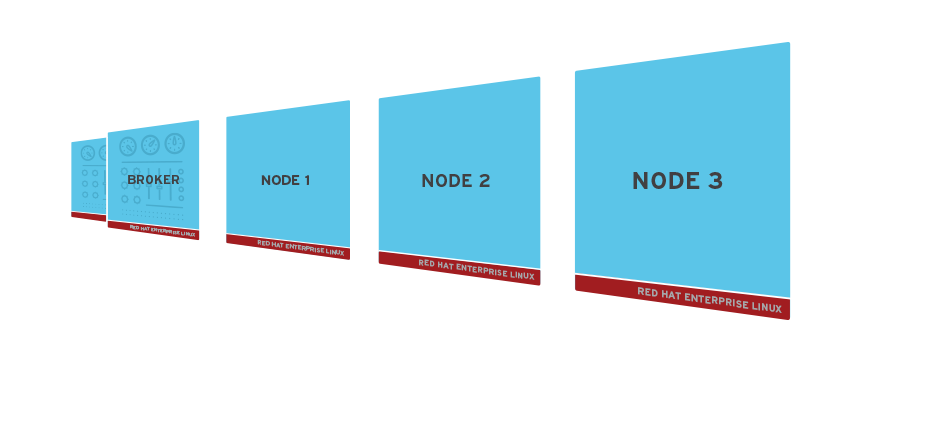 BROKER
RED HAT ENTERPRISE LINUX
NODE 1
RED HAT ENTERPRISE LINUX
NODE 2
RED HAT ENTERPRISE LINUX
NODE 3
RED HAT ENTERPRISE LINUX